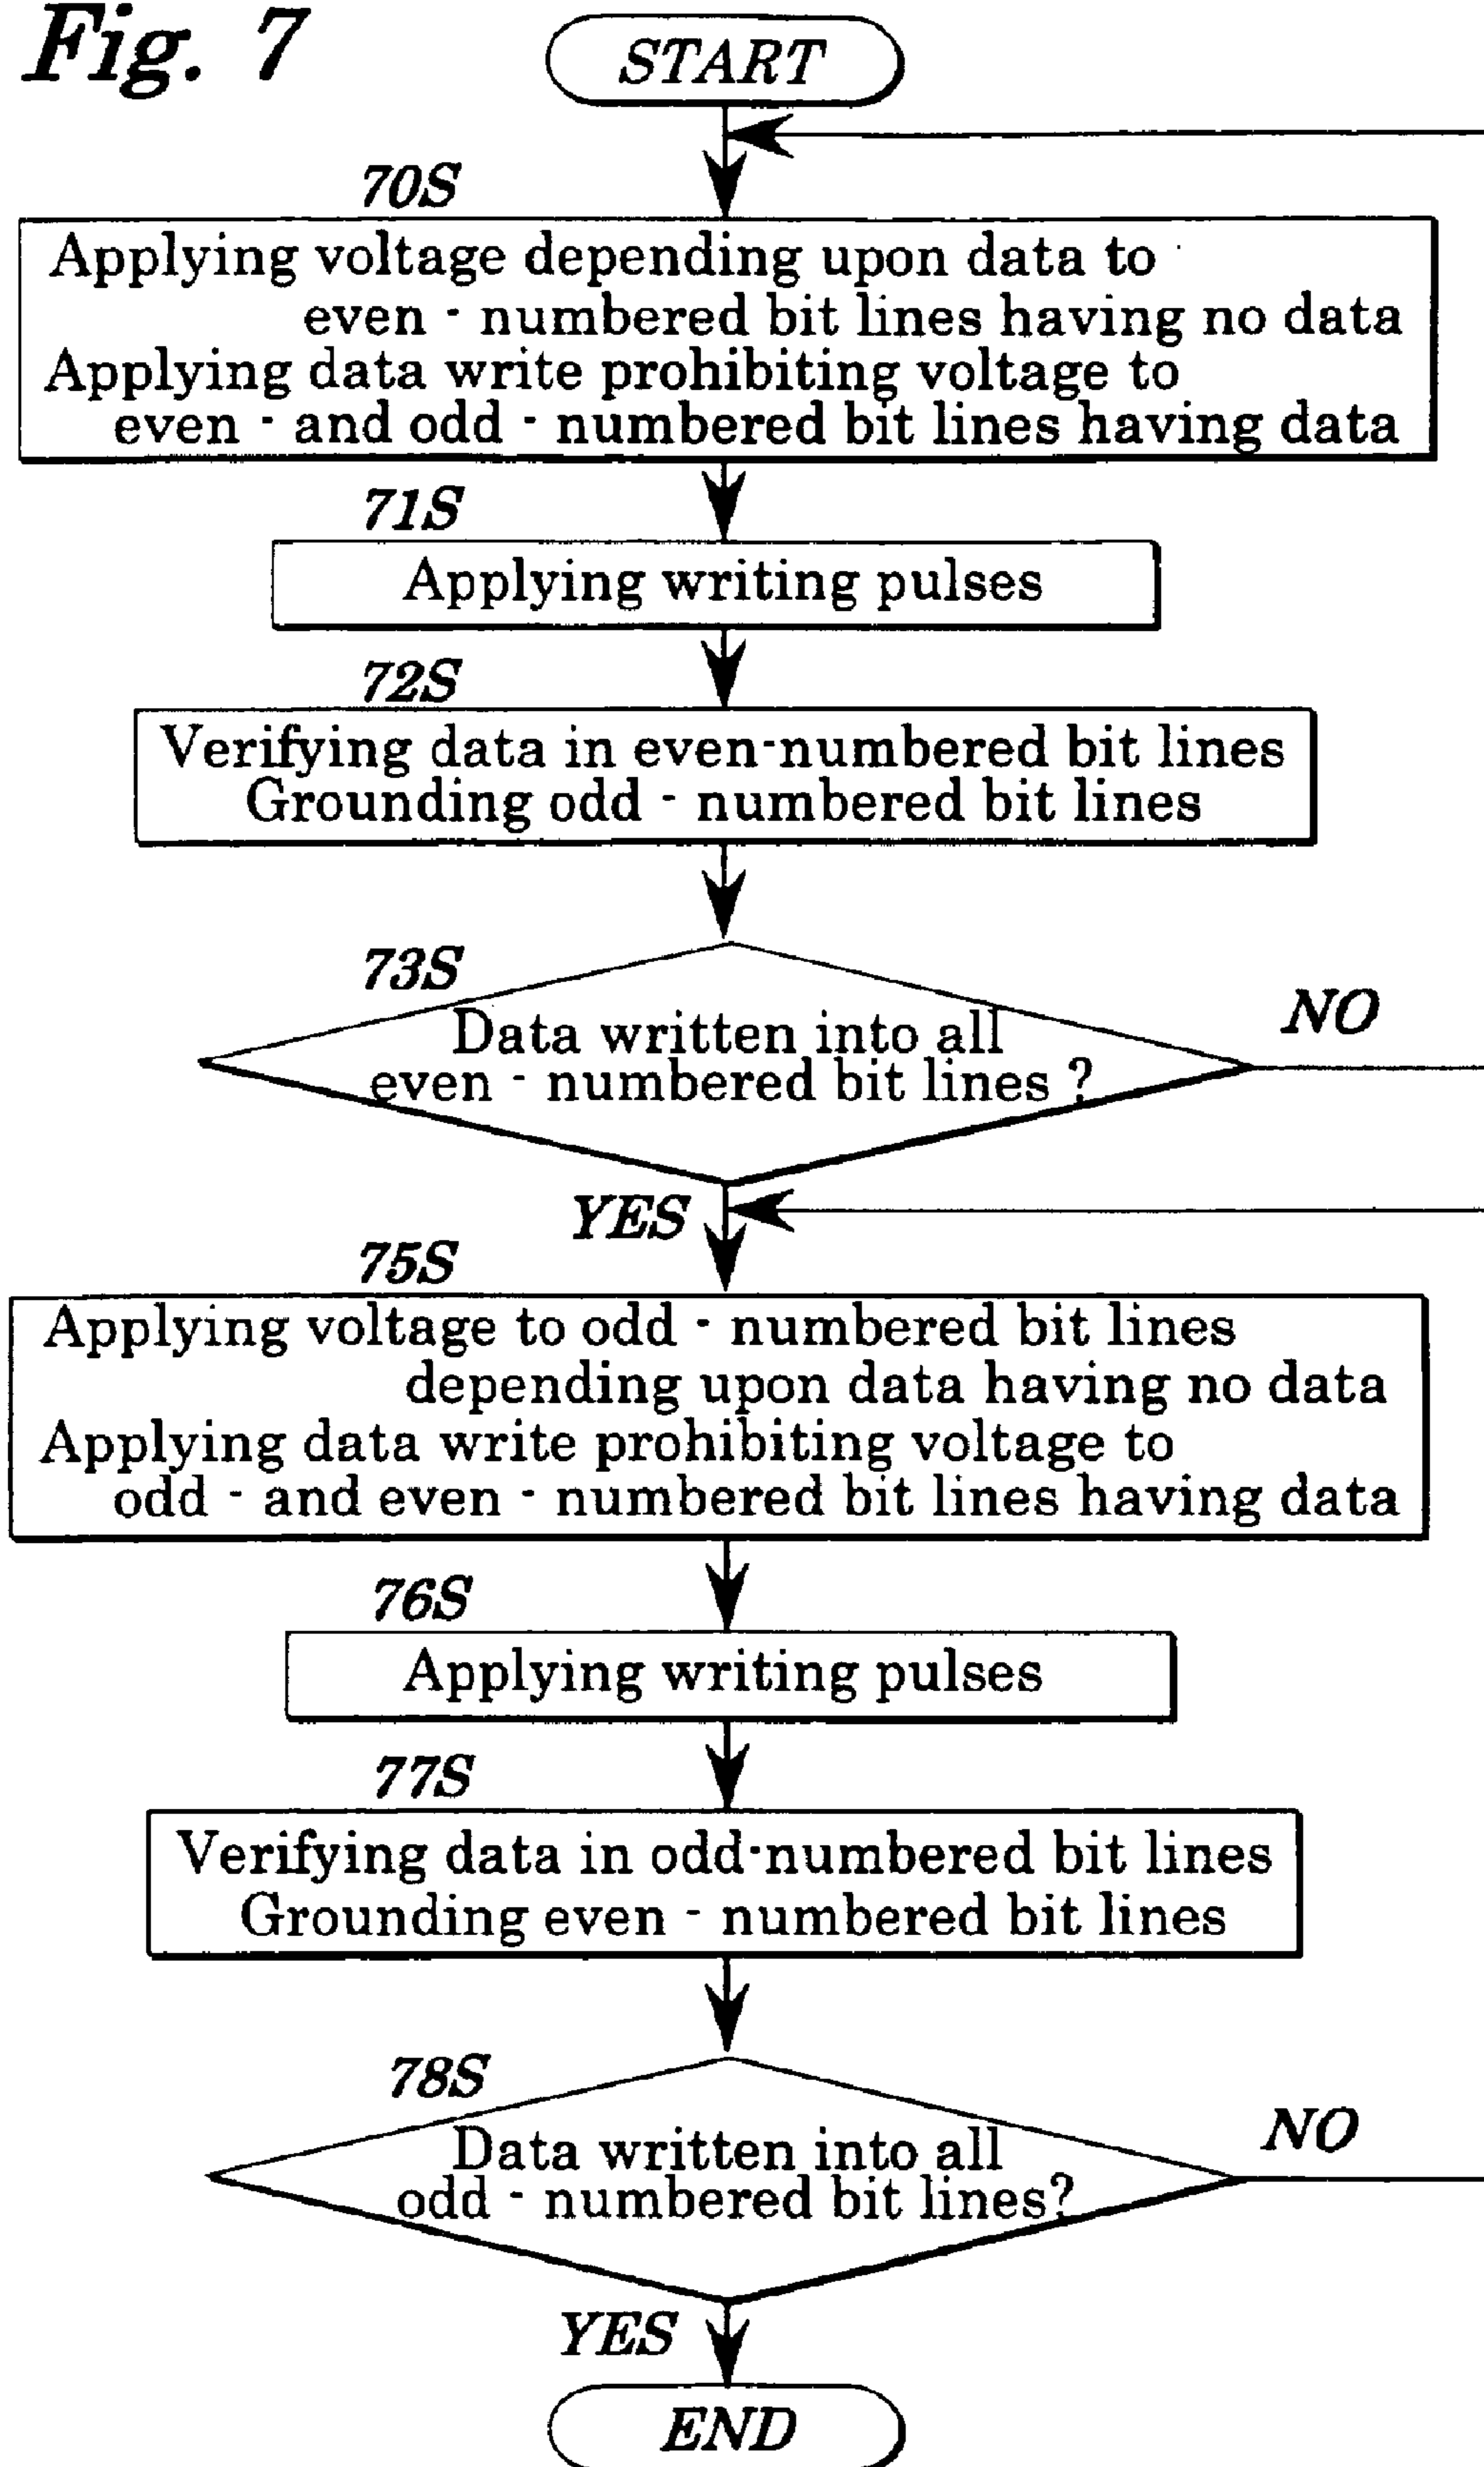 Fig. 7
START
70S
Applying voltage depending upon data to
even - numbered bit lines having no data
Applying data write prohibiting voltage to
even - and odd - numbered bit lines having data
71S
Applying writing pulses
72S
Verifying data in even-numbered bit lines
Grounding odd - numbered bit lines
73S
Data written into all
even - numbered bit lines ?
NO
YES
75S
Applying voltage to odd - numbered bit lines
depending upon data having no data
Applying data write prohibiting voltage to
odd - and even - numbered bit lines having data
76S
Applying writing pulses
77S
Verifying data in odd-numbered bit lines
Grounding even - numbered bit lines
78S
Data written into all
odd - numbered bit lines?
NO
YES
END